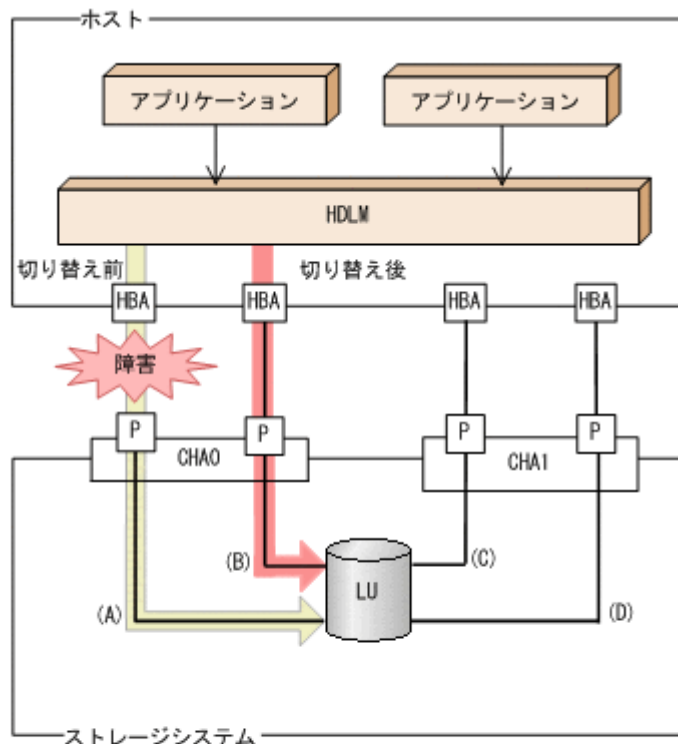 ホスト
アプリケーション
アプリケーション
HDLM
切り替え前
切り替え後
HBA
HBA
HBA
HBA
障害
P
P
P
P
CHA0
CHA1
(B)
(C)
LU
(A)
(D)
ストレージシステム